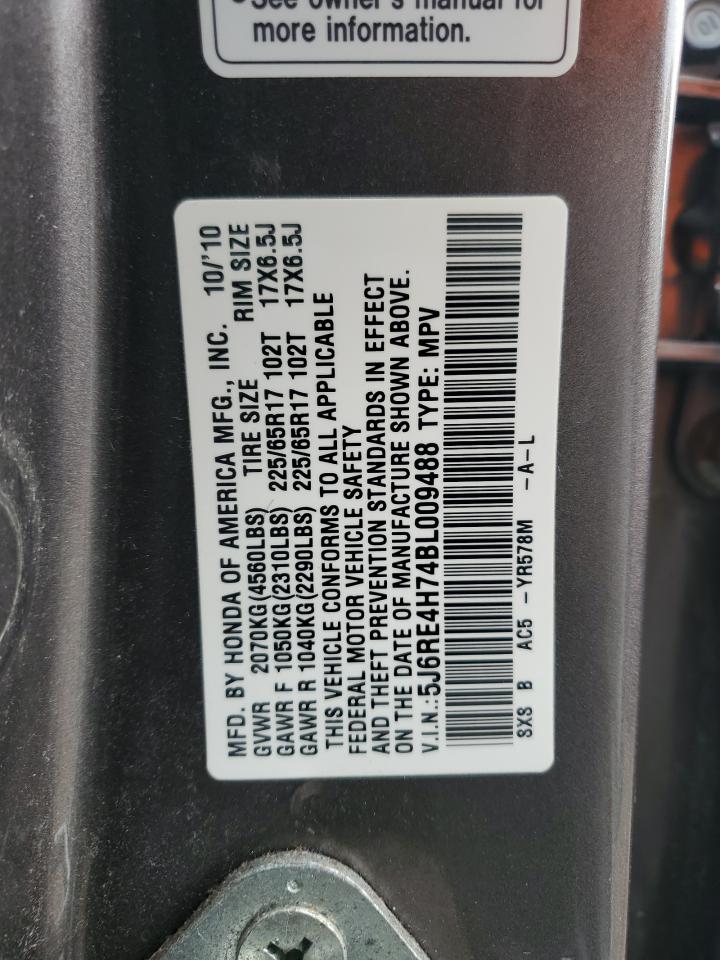 •See owner's manual for
more information.
MFD. BY HONDA OF AMERICA MFG., INC. 10/'10
GVWR 2070KG(4560LBS) TIRE SIZE RIM SIZE
GAWR F 1050KG(2310LBS) 225/65R17 102T 17X6.5J
GAWR R 1040KG(2290LBS) 225/65R17 102T 17X6.5J
THIS VEHICLE CONFORMS TO ALL APPLICABLE
FEDERAL MOTOR VEHICLE SAFETY
AND THEFT PREVENTION STANDARDS IN EFFECT
ON THE DATE OF MANUFACTURE SHOWN ABOVE.
V.I.N.:5J6RE4H74BL009488 TYPE: MPV
SXS B AC5 -YR578M -A-L